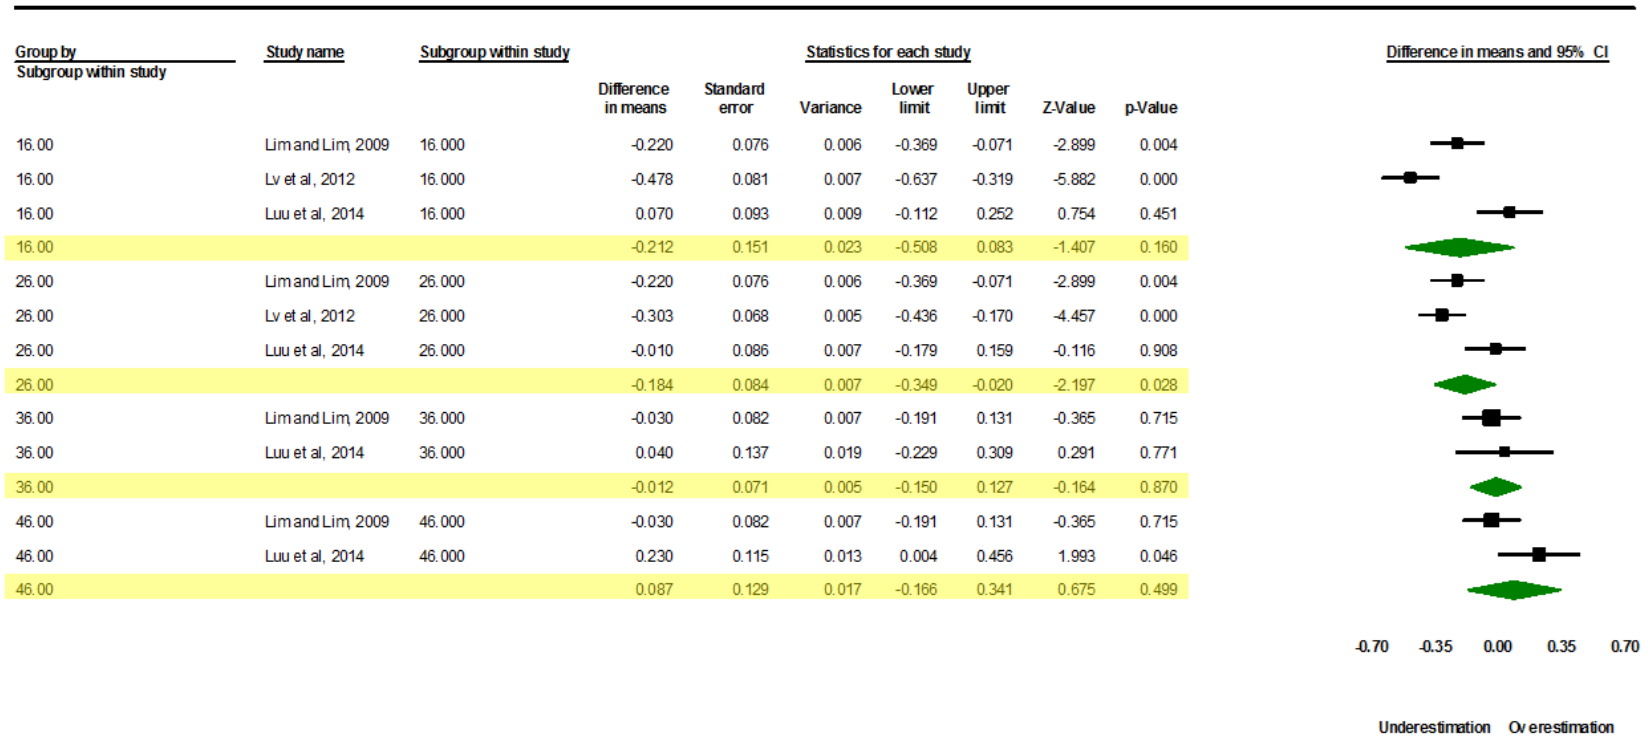 Group by Study name Subgroup within study Statistics for each study Difference in means and 95% CI
Subgroup within study
Difference in means Standard error Variance Lower limit Upper limit Z-Value p-Value
16.00 Lim and Lim, 2009 16.000 -0.220 0.076 0.006 -0.369 -0.071 -2.899 0.004
16.00 Lv et al, 2012 16.000 -0.478 0.081 0.007 -0.637 -0.319 -5.882 0.000
16.00 Luu et al, 2014 16.000 0.070 0.093 0.009 -0.112 0.252 0.754 0.451
16.00 -0.212 0.151 0.023 -0.508 0.083 -1.407 0.160
26.00 Lim and Lim, 2009 26.000 -0.220 0.076 0.006 -0.369 -0.071 -2.899 0.004
26.00 Lv et al, 2012 26.000 -0.303 0.068 0.005 -0.436 -0.170 -4.457 0.000
26.00 Luu et al, 2014 26.000 -0.010 0.086 0.007 -0.179 0.159 -0.116 0.908
26.00 -0.184 0.084 0.007 -0.349 -0.020 -2.197 0.028
36.00 Lim and Lim, 2009 36.000 -0.030 0.082 0.007 -0.191 0.131 -0.365 0.715
36.00 Luu et al, 2014 36.000 0.040 0.137 0.019 -0.229 0.309 0.291 0.771
36.00 -0.012 0.071 0.005 -0.150 0.127 -0.164 0.870
46.00 Lim and Lim, 2009 46.000 -0.030 0.082 0.007 -0.191 0.131 -0.365 0.715
46.00 Luu et al, 2014 46.000 0.230 0.115 0.013 0.004 0.456 1.993 0.046
46.00 0.087 0.129 0.017 -0.166 0.341 0.675 0.499
-0.70 -0.35 0.00 0.35 0.70
Underestimation Overestimation